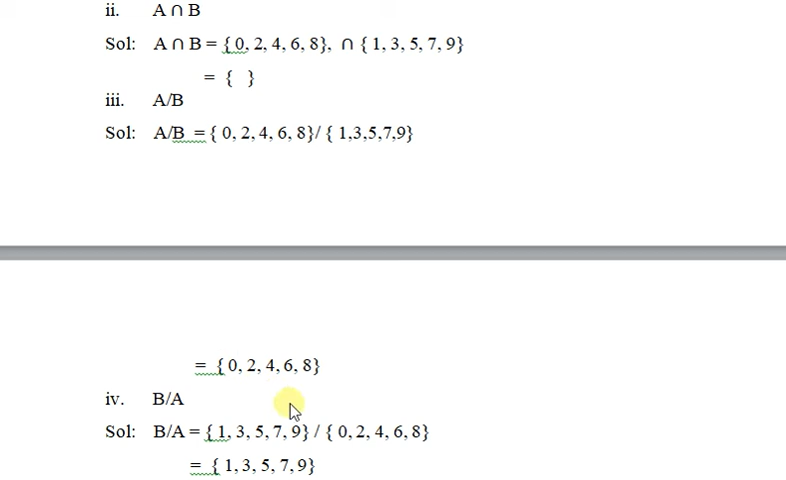 ii. A ∩ B
Sol: A ∩ B = { 0, 2, 4, 6, 8}, ∩ { 1, 3, 5, 7, 9}
= { }
iii. A/B
Sol: A/B = { 0, 2, 4, 6, 8}/ { 1,3,5,7,9}
= { 0, 2, 4, 6, 8}
iv. B/A
Sol: B/A = { 1, 3, 5, 7, 9} / { 0, 2, 4, 6, 8}
= { 1, 3, 5, 7, 9}